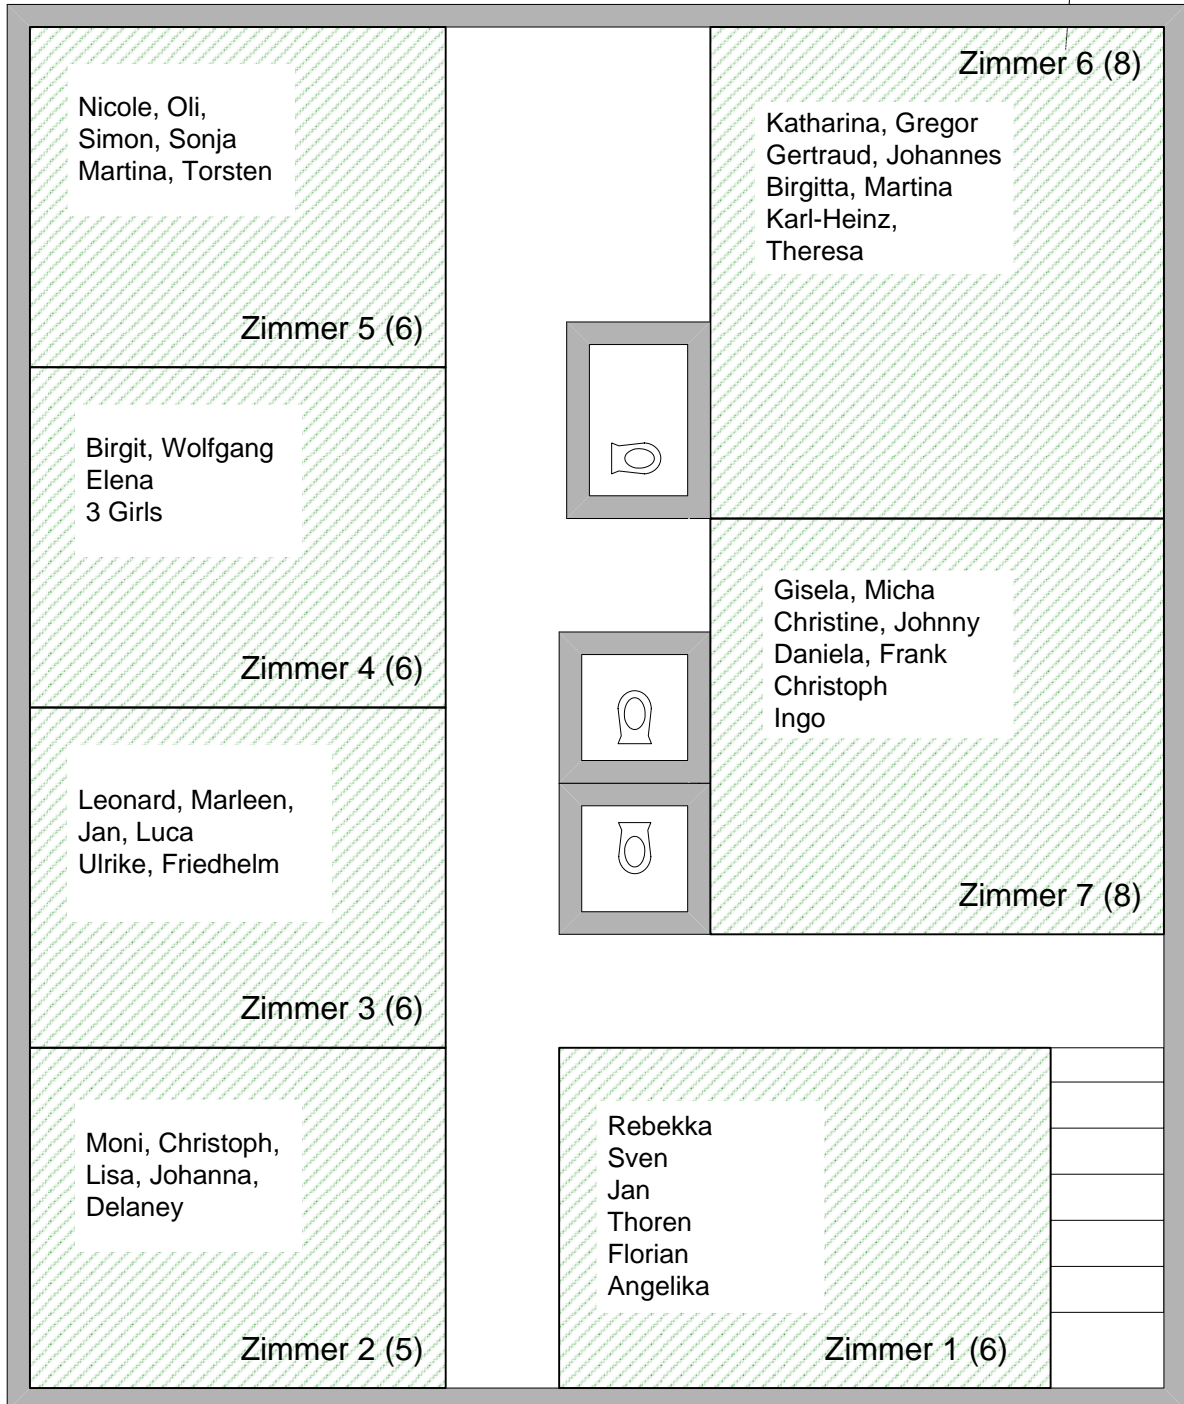 Zimmer 6 (8)
Nicole, Oli,
Simon, Sonja
Martina, Torsten
Katharina, Gregor
Gertraud, Johannes
Birgitta, Martina
Karl-Heinz,
Theresa
Zimmer 5 (6)
Birgit, Wolfgang
Elena
3 Girls
Zimmer 4 (6)
Gisela, Micha
Christine, Johnny
Daniela, Frank
Christoph
Ingo
Zimmer 7 (8)
Leonard, Marleen,
Jan, Luca
Ulrike, Friedhelm
Zimmer 3 (6)
Moni, Christoph,
Lisa, Johanna,
Delaney
Zimmer 2 (5)
Rebekka
Sven
Jan
Thoren
Florian
Angelika
Zimmer 1 (6)